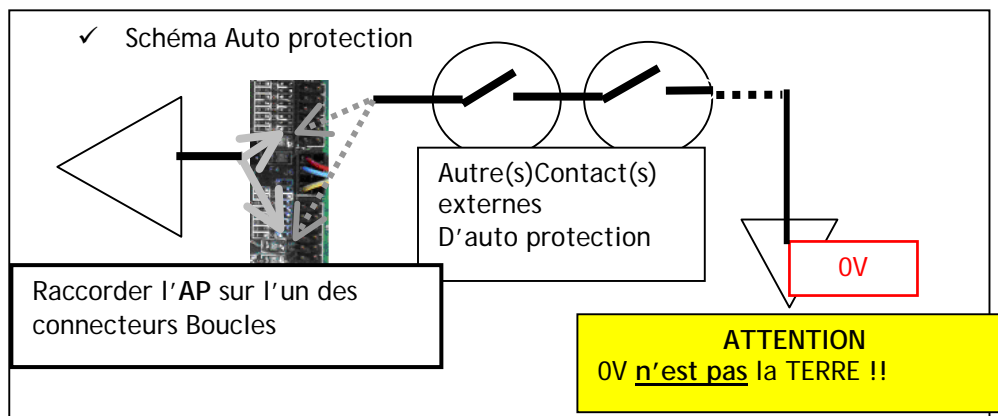 ✓ Schéma Auto protection
Autre(s)Contact(s)
externes
D'auto protection
0V
Raccorder l'AP sur l'un des
connecteurs Boucles
ATTENTION
0V n'est pas la TERRE !!